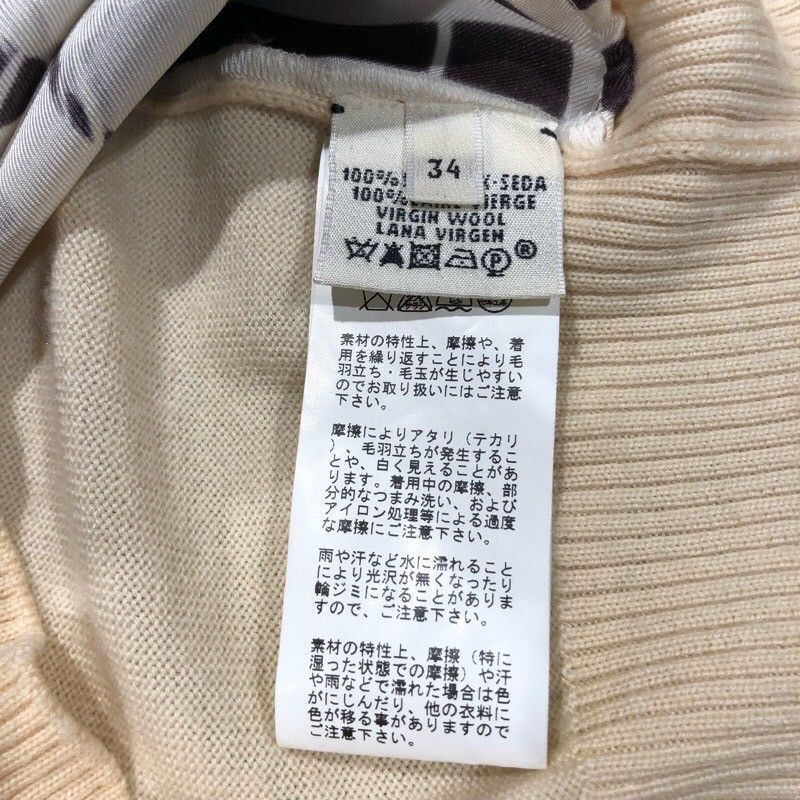 34
100% -SEDA
100% VIERGE
VIRGIN WOOL
LANA VIRGEN
P ®
素材の特性上、摩擦や、着
用を繰り返すことにより毛
羽立ち・毛玉が生じやすい
のでお取り扱いにはご注意
下さい。
摩擦によりアタリ（テカリ
）、毛羽立ちが発生するこ
とや、白く見えることがあ
ります。着用中の摩擦、部
分的なつまみ洗い、および
アイロン処理等による過度
な摩擦にご注意下さい。
雨や汗など水に濡れること
により光沢が無くなったり
輪ジミになることがありま
すので、ご注意下さい。
素材の特性上、摩擦（特に
湿った状態での摩擦）や汗
や雨などで濡れた場合は色
がにじんだり、他の衣料に
色が移る事がありますので
ご注意下さい。